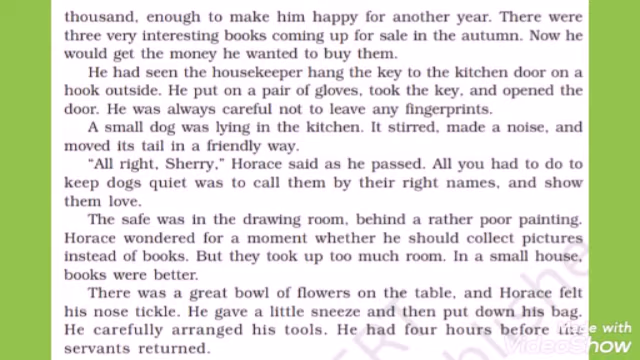 thousand, enough to make him happy for another year. There were
three very interesting books coming up for sale in the autumn. Now he
would get the money he wanted to buy them.
He had seen the housekeeper hang the key to the kitchen door on a
hook outside. He put on a pair of gloves, took the key, and opened the
door. He was always careful not to leave any fingerprints.
A small dog was lying in the kitchen. It stirred, made a noise, and
moved its tail in a friendly way.
“All right, Sherry,” Horace said as he passed. All you had to do to
keep dogs quiet was to call them by their right names, and show
them love.
The safe was in the drawing room, behind a rather poor painting.
Horace wondered for a moment whether he should collect pictures
instead of books. But they took up too much room. In a small house,
books were better.
There was a great bowl of flowers on the table, and Horace felt
his nose tickle. He gave a little sneeze and then put down his bag.
He carefully arranged his tools. He had four hours before the
servants returned.
Made with
VideoShow